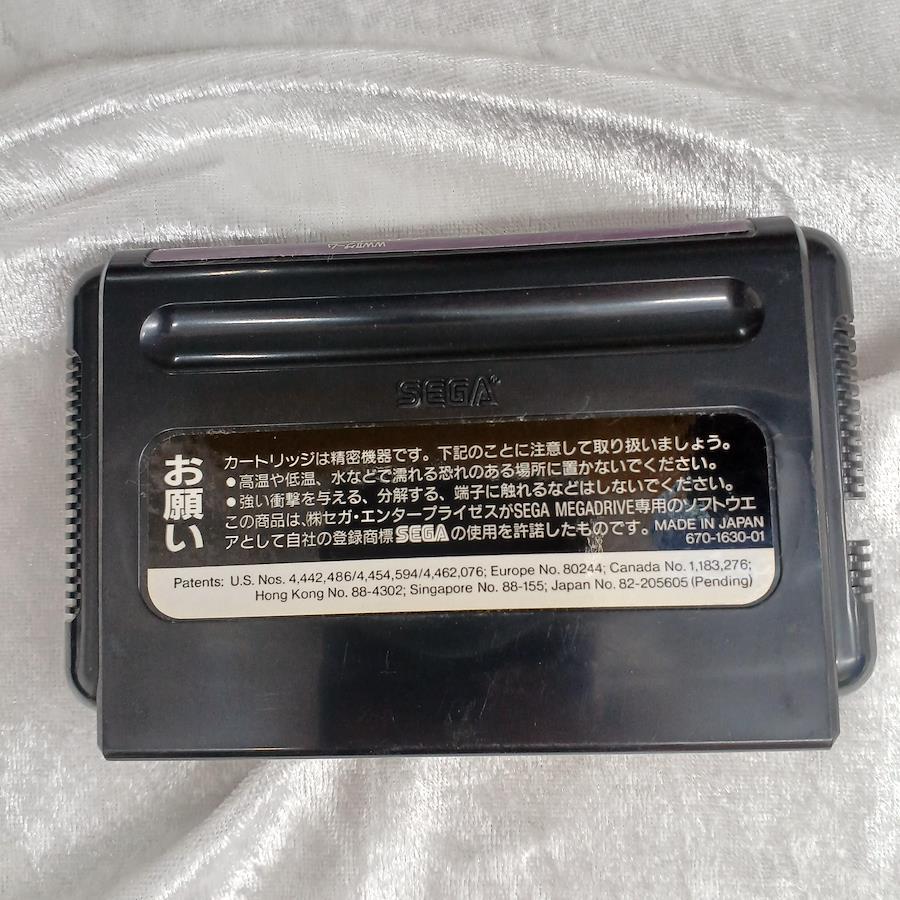 SEGA
お願い
カートリッジは精密機器です。下記のことに注意して取り扱いましょう。
●高温や低温、水などで濡れる恐れのある場所に置かないでください。
●強い衝撃を与える、分解する、端子に触れるなどはしないでください。
この商品は、㈱セガ・エンタープライゼスがSEGA MEGADRIVE専用のソフトウエ
アとして自社の登録商標SEGAの使用を許諾したものです。
MADE IN JAPAN
670-1630-01
Patents: U.S. Nos. 4,442,486/4,454,594/4,462,076; Europe No. 80244; Canada No. 1,183,276;
Hong Kong No. 88-4302; Singapore No. 88-155; Japan No. 82-205605 (Pending)